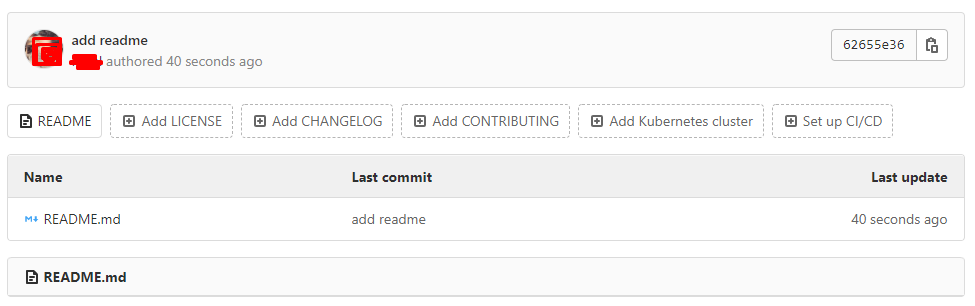 add readme
authored 40 seconds ago
62655e36
README
Add LICENSE
Add CHANGELOG
Add CONTRIBUTING
Add Kubernetes cluster
Set up CI/CD
Name Last commit Last update
README.md add readme 40 seconds ago
README.md